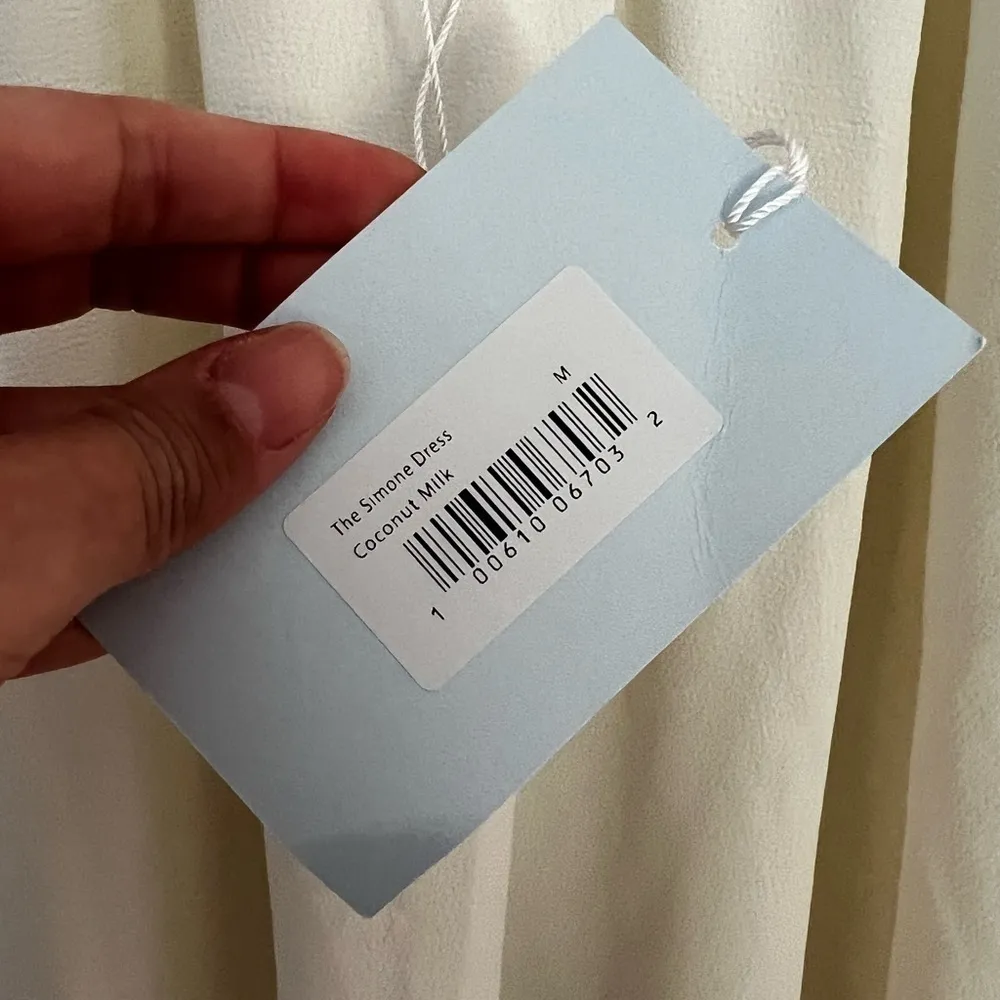 The Simone Dress
Coconut Milk
M
1 00610 06703 2